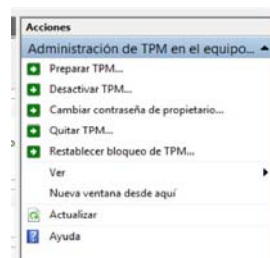 Acciones
Administración de TPM en el equipo...
Preparar TPM...
Desactivar TPM...
Cambiar contraseña de propietario...
Quitar TPM...
Restablecer bloqueo de TPM...
Ver
Nueva ventana desde aquí
Actualizar
Ayuda